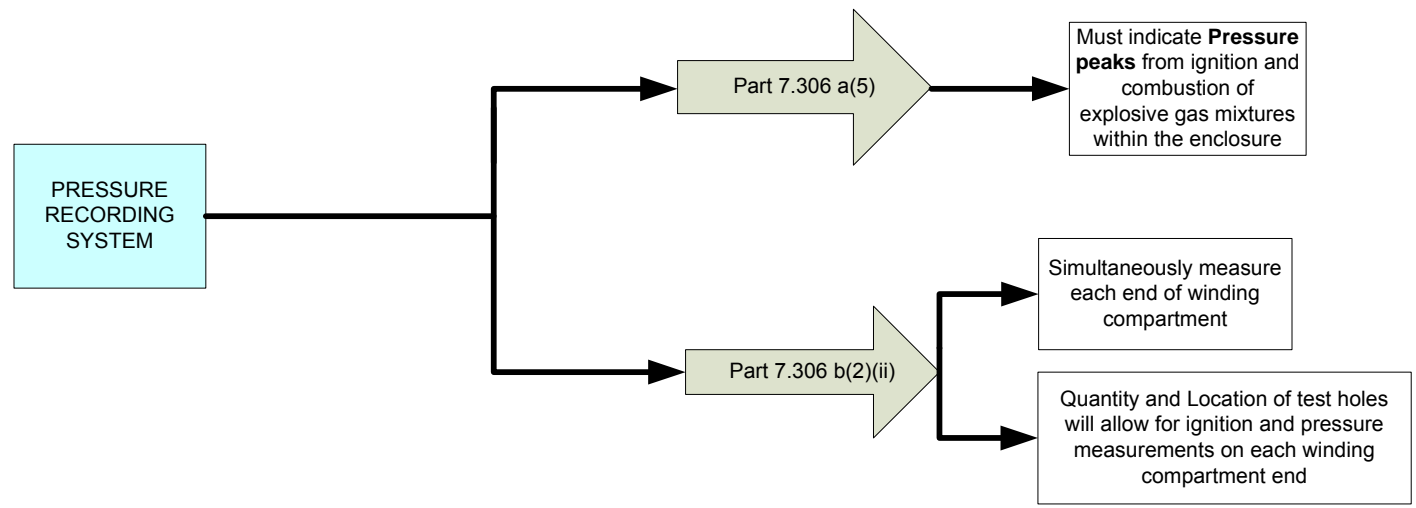 PRESSURE
RECORDING
SYSTEM
Part 7.306 a(5)
Must indicate Pressure
peaks from ignition and
combustion of
explosive gas mixtures
within the enclosure
Part 7.306 b(2)(ii)
Simultaneously measure
each end of winding
compartment
Quantity and Location of test holes
will allow for ignition and pressure
measurements on each winding
compartment end